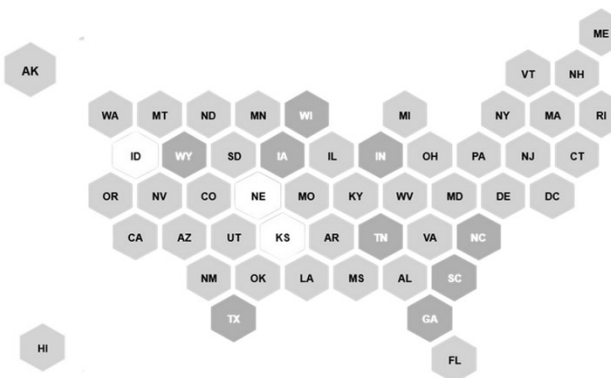 ME
AK
VT NH
WA MT ND MN WI MI NY MA RI
ID WY SD IA IL IN OH PA NJ CT
OR NV CO NE MO KY WV MD DE DC
CA AZ UT KS AR TN VA NC
NM OK LA MS AL SC
TX GA
HI
FL